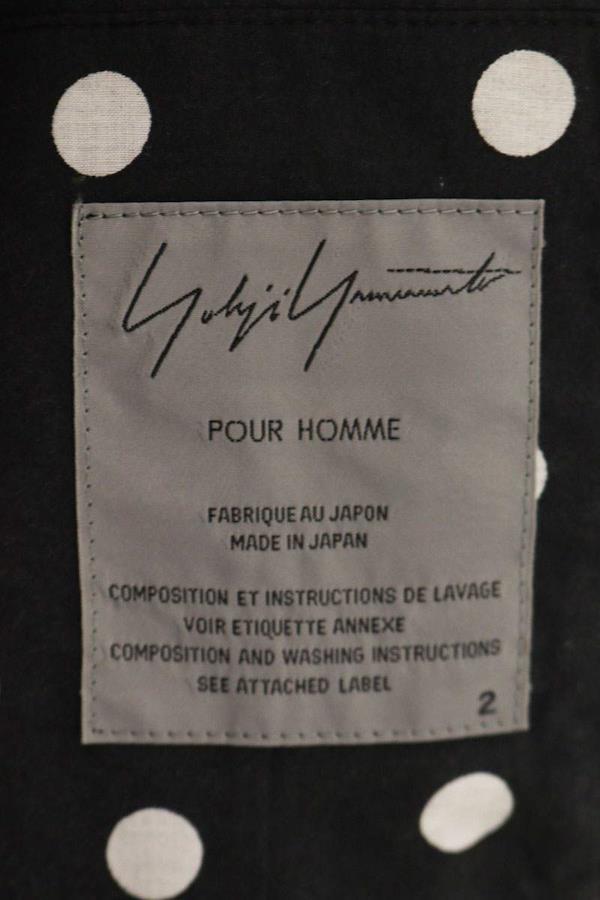 Yohji Yamamoto
POUR HOMME
FABRIQUE AU JAPON
MADE IN JAPAN
COMPOSITION ET INSTRUCTIONS DE LAVAGE
VOIR ETIQUETTE ANNEXE
COMPOSITION AND WASHING INSTRUCTIONS
SEE ATTACHED LABEL
2